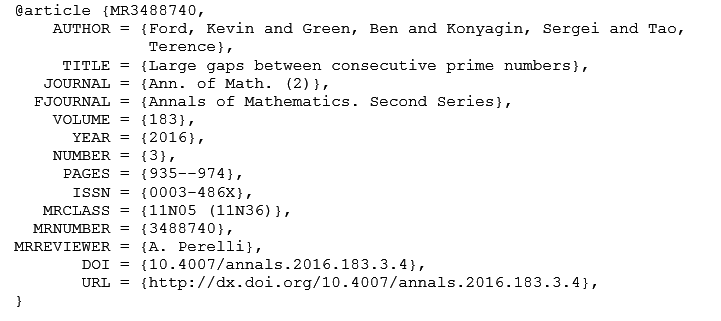 @article {MR3488740,
AUTHOR = {Ford, Kevin and Green, Ben and Konyagin, Sergei and Tao,
Terence},
TITLE = {Large gaps between consecutive prime numbers},
JOURNAL = {Ann. of Math. (2)},
FJOURNAL = {Annals of Mathematics. Second Series},
VOLUME = {183},
YEAR = {2016},
NUMBER = {3},
PAGES = {935--974},
ISSN = {0003-486X},
MRCLASS = {11N05 (11N36)},
MRNUMBER = {3488740},
MRREVIEWER = {A. Perelli},
DOI = {10.4007/annals.2016.183.3.4},
URL = {http://dx.doi.org/10.4007/annals.2016.183.3.4},
}